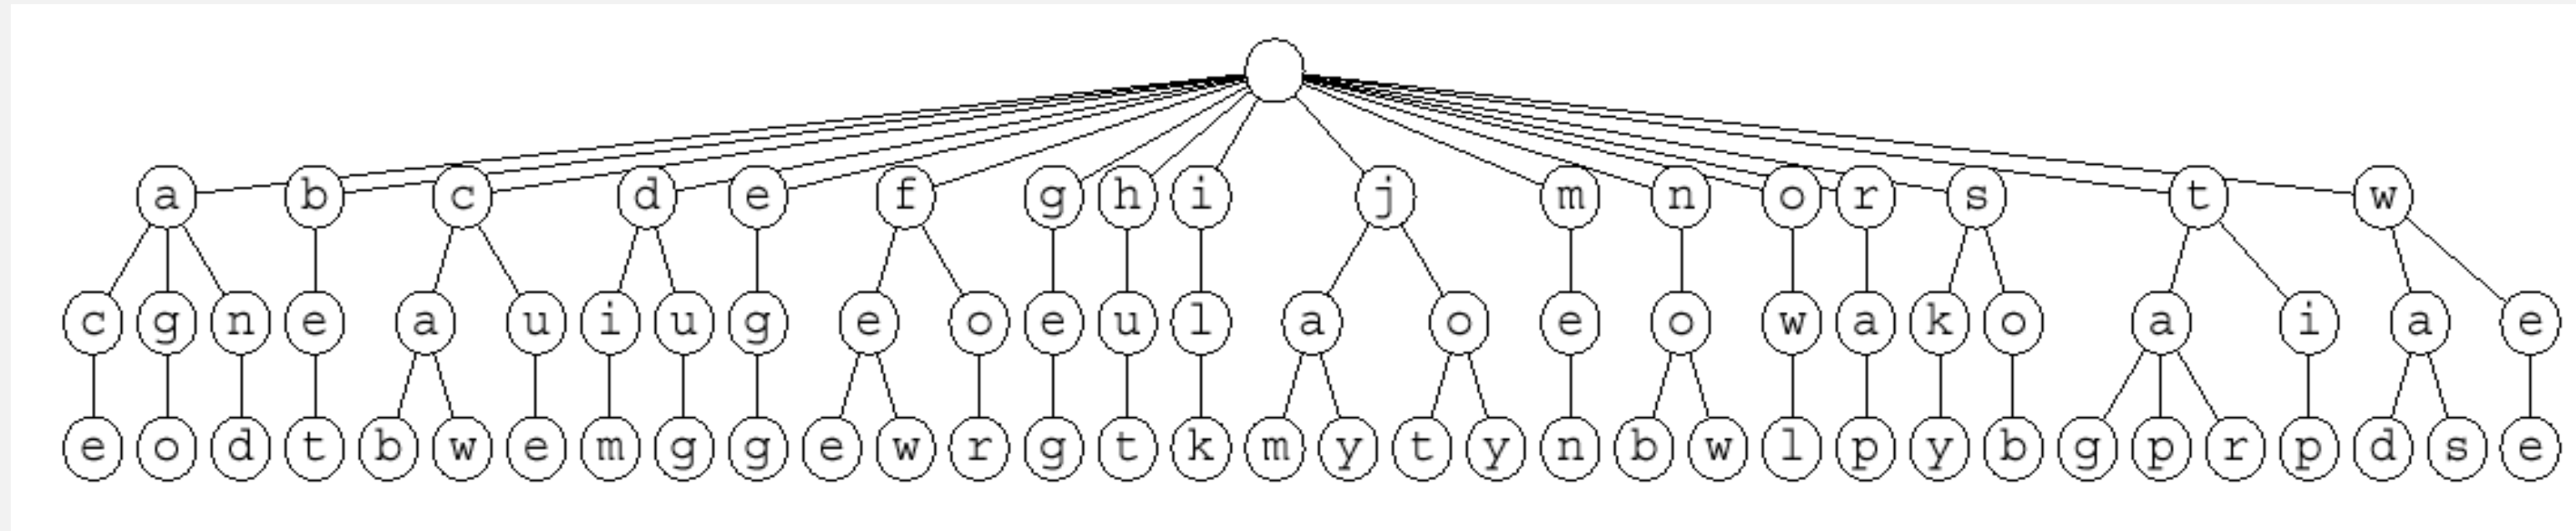 a b c d e f g h i j m n o r s t w
c g n e a u i u g e o e u l a o e o w a k o a i a e
e o d t b w e m g g e w r g t k m y t y n b w l p y b g p r p d s e